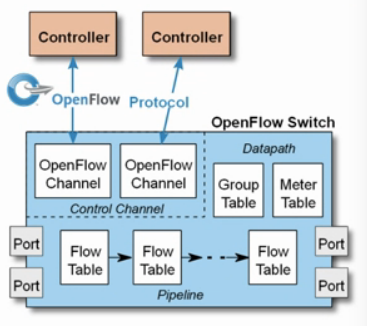 Controller
Controller
OpenFlow
Protocol
OpenFlow Switch
OpenFlow
Channel
OpenFlow
Channel
Control Channel
Datapath
Group
Table
Meter
Table
Port
Port
Flow
Table
Flow
Table
Flow
Table
Pipeline
Port
Port